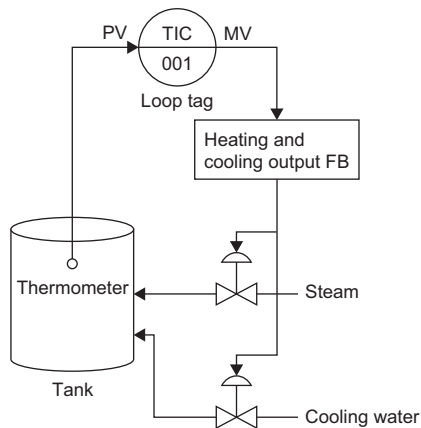 PV
TIC
MV
001
Loop tag
Heating and
cooling output FB
Thermometer
Steam
Tank
Cooling water